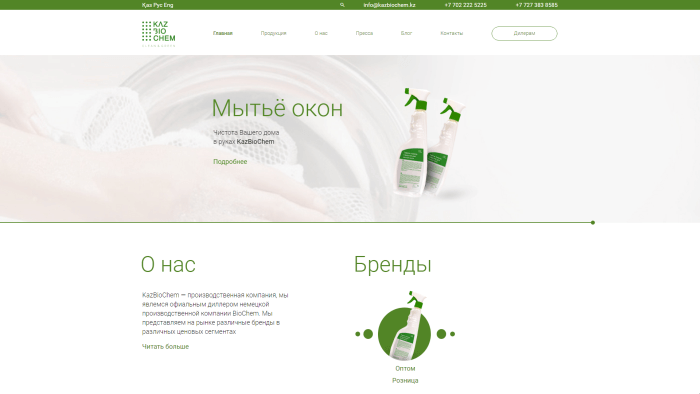 Қаз Рус Eng
info@kazbiochem.kz
+7 702 222 5225
+7 727 383 8585
KAZ
BIO
CHEM
Главная
Продукция
О нас
Пресса
Блог
Контакты
Дилерам
Мытьё окон
Чистота Вашего дома
в руках KazBioChem
Подробнее
О нас
KazBioChem — производственная компания, мы
являемся официальным диллером немецкой
производственной компании BioChem. Мы
представляем на рынке различные бренды в
различных ценовых сегментах
Читать больше
Бренды
Оптом
Розница